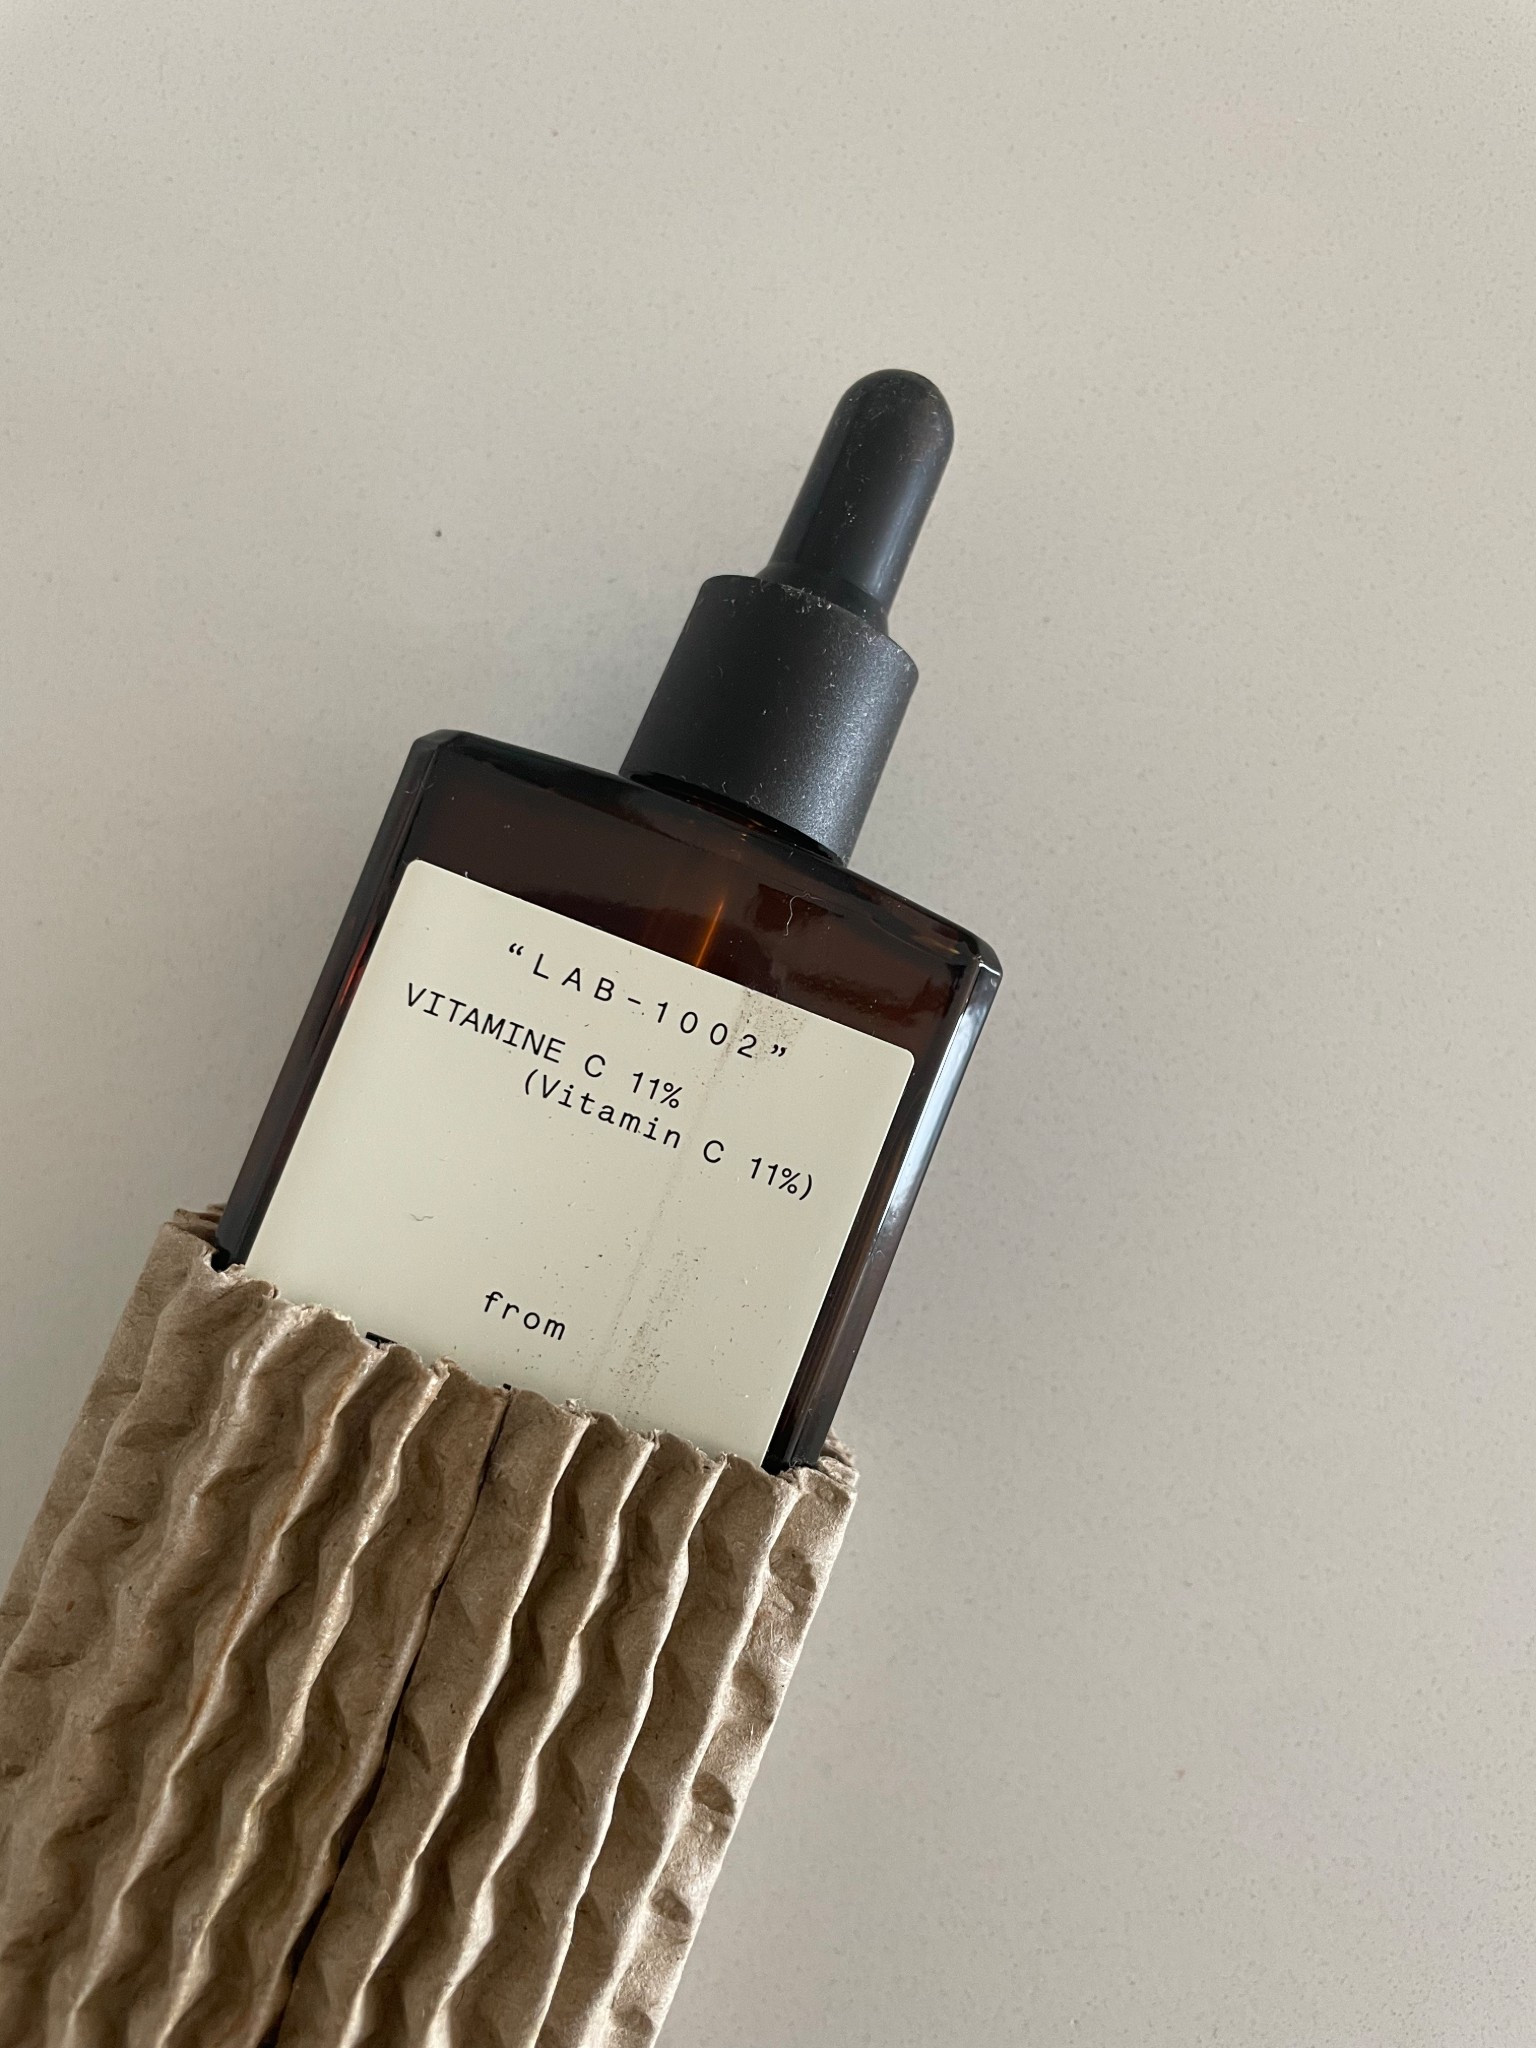 “LAB-1002”
VITAMINE C 11%
(Vitamin C 11%)
from